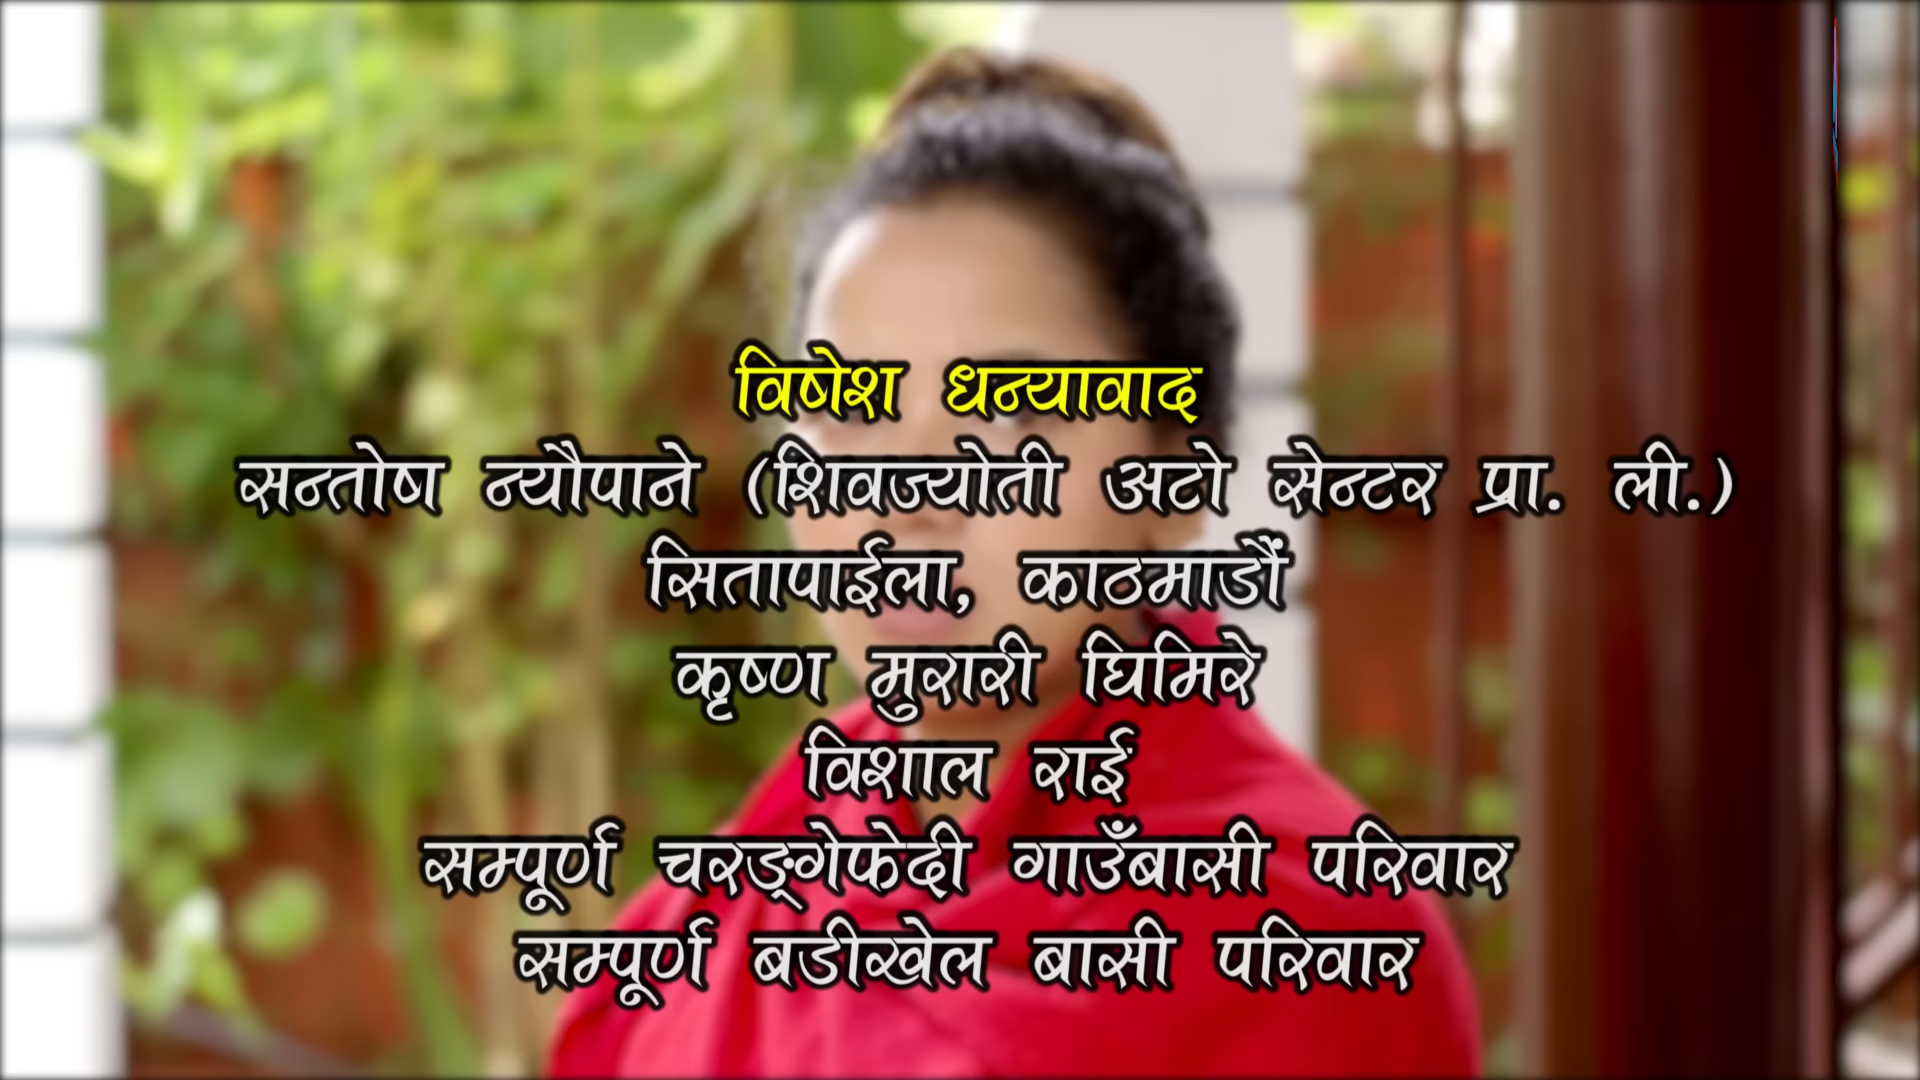 विषेश धन्यावाद
सन्तोष न्यौपाने (शिवज्योती अटो सेन्टर प्रा. ली.)
सितापाईला, काठमाडौं
कृष्ण मुरारी घिमिरे
विशाल राई
सम्पूर्ण चरङ्गेफेदी गाउँबासी परिवार
सम्पूर्ण बडीखेल बासी परिवार